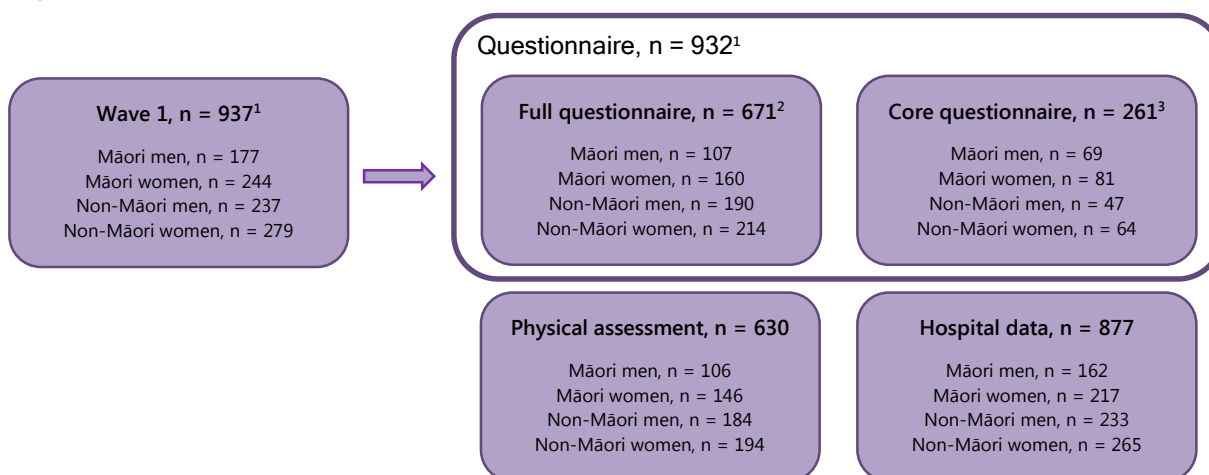 Questionnaire, n = 932¹
Wave 1, n = 937¹
Māori men, n = 177
Māori women, n = 244
Non-Māori men, n = 237
Non-Māori women, n = 279
Full questionnaire, n = 671²
Māori men, n = 107
Māori women, n = 160
Non-Māori men, n = 190
Non-Māori women, n = 214
Core questionnaire, n = 261³
Māori men, n = 69
Māori women, n = 81
Non-Māori men, n = 47
Non-Māori women, n = 64
Physical assessment, n = 630
Māori men, n = 106
Māori women, n = 146
Non-Māori men, n = 184
Non-Māori women, n = 194
Hospital data, n = 877
Māori men, n = 162
Māori women, n = 217
Non-Māori men, n = 233
Non-Māori women, n = 265